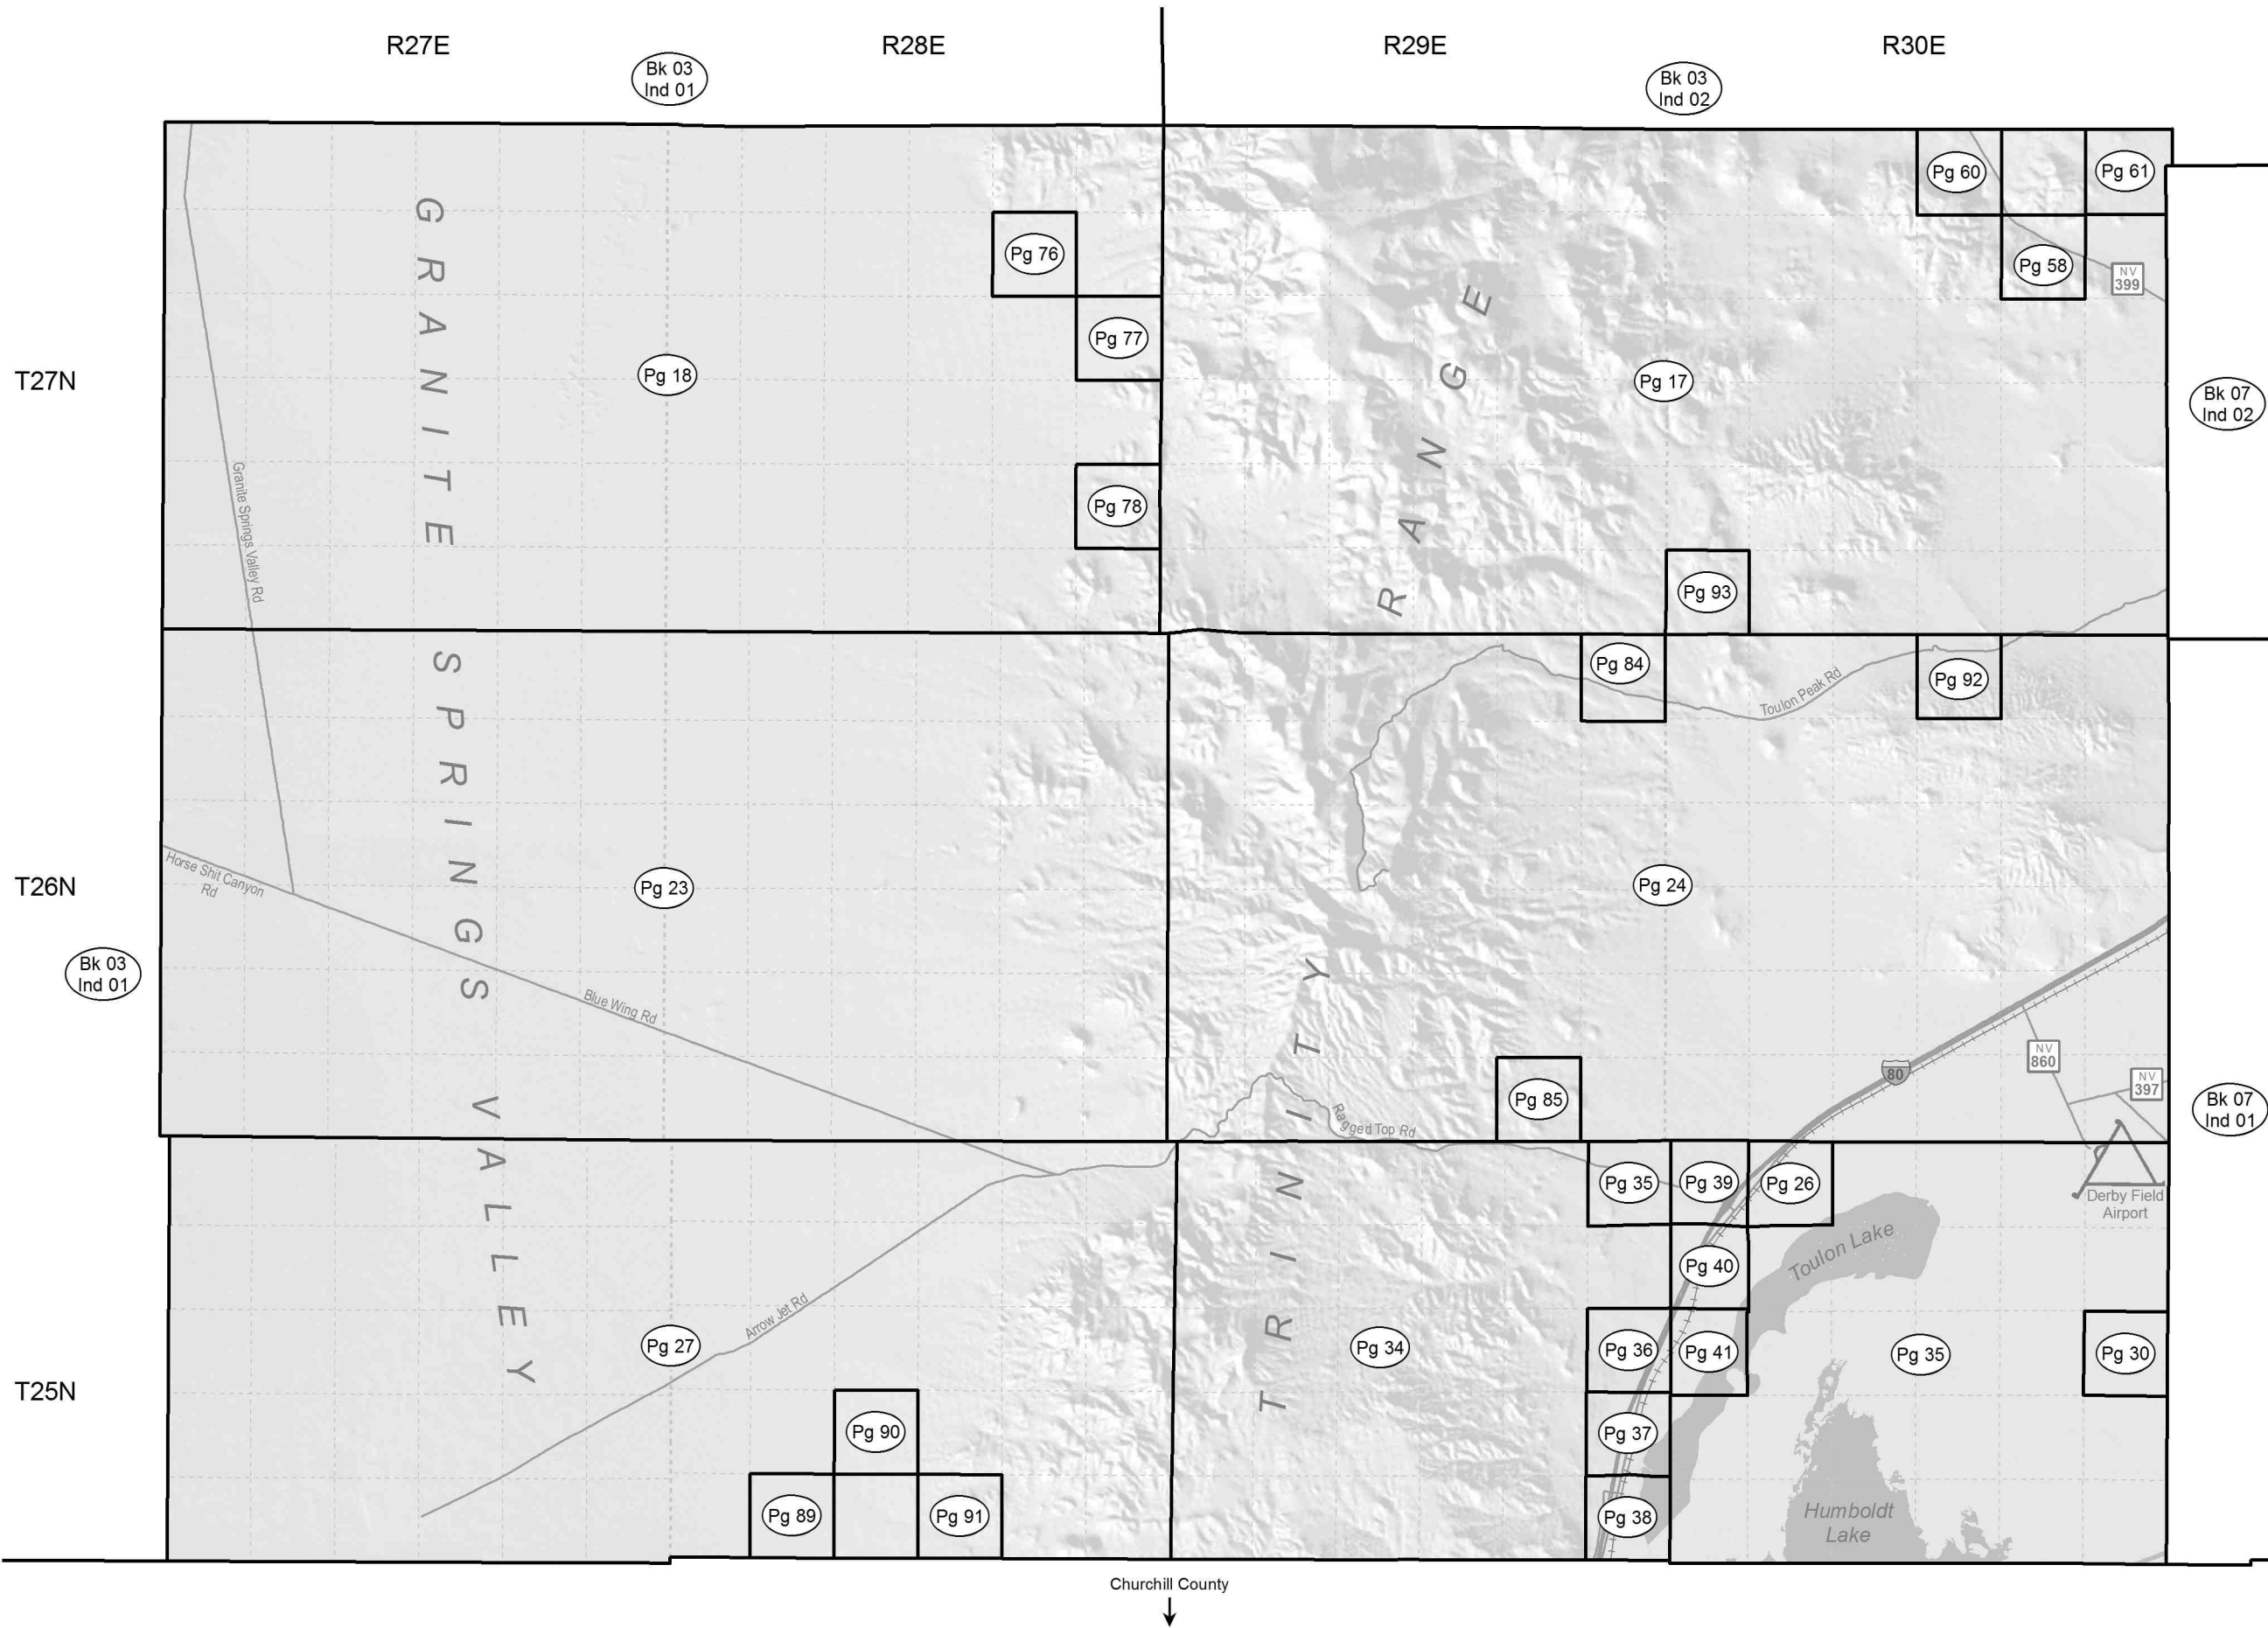 R27E
R28E
R29E
R30E
Bk 03
Ind 01
Bk 03
Ind 02
T27N
T26N
T25N
Bk 03
Ind 01
Bk 07
Ind 02
Bk 07
Ind 01
GRANITE SPRINGS VALLEY
TRINITY RANGE
Pg 60
Pg 61
Pg 58
NV
399
Pg 76
Pg 77
Pg 18
Pg 17
Pg 78
Granite Springs Valley Rd
Pg 93
Pg 84
Pg 92
Toulon Peak Rd
Horse Shit Canyon
Rd
Pg 23
Pg 24
Blue Wing Rd
80
NV
860
NV
397
Pg 85
Ragged Top Rd
Pg 35
Pg 39
Pg 26
Derby Field
Airport
Toulon Lake
Pg 40
Arrow Jet Rd
Pg 27
Pg 34
Pg 36
Pg 41
Pg 35
Pg 30
Pg 90
Pg 37
Pg 89
Pg 91
Pg 38
Humboldt
Lake
Churchill County